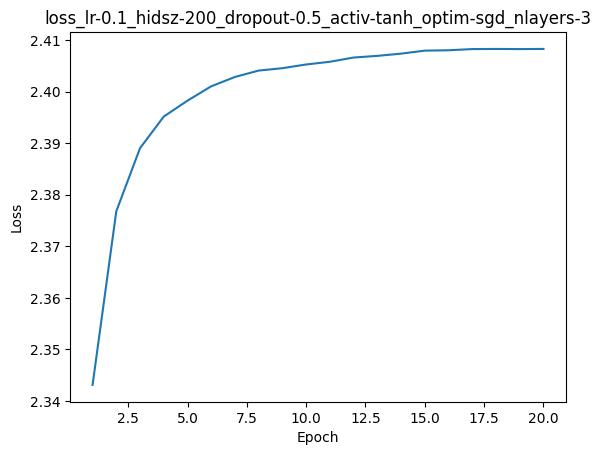 loss_lr-0.1_hidsz-200_dropout-0.5_activ-tanh_optim-sgd_nlayers-3
2.41
2.40
2.39
2.38
2.37
2.36
2.35
2.34
Loss
2.5 5.0 7.5 10.0 12.5 15.0 17.5 20.0
Epoch